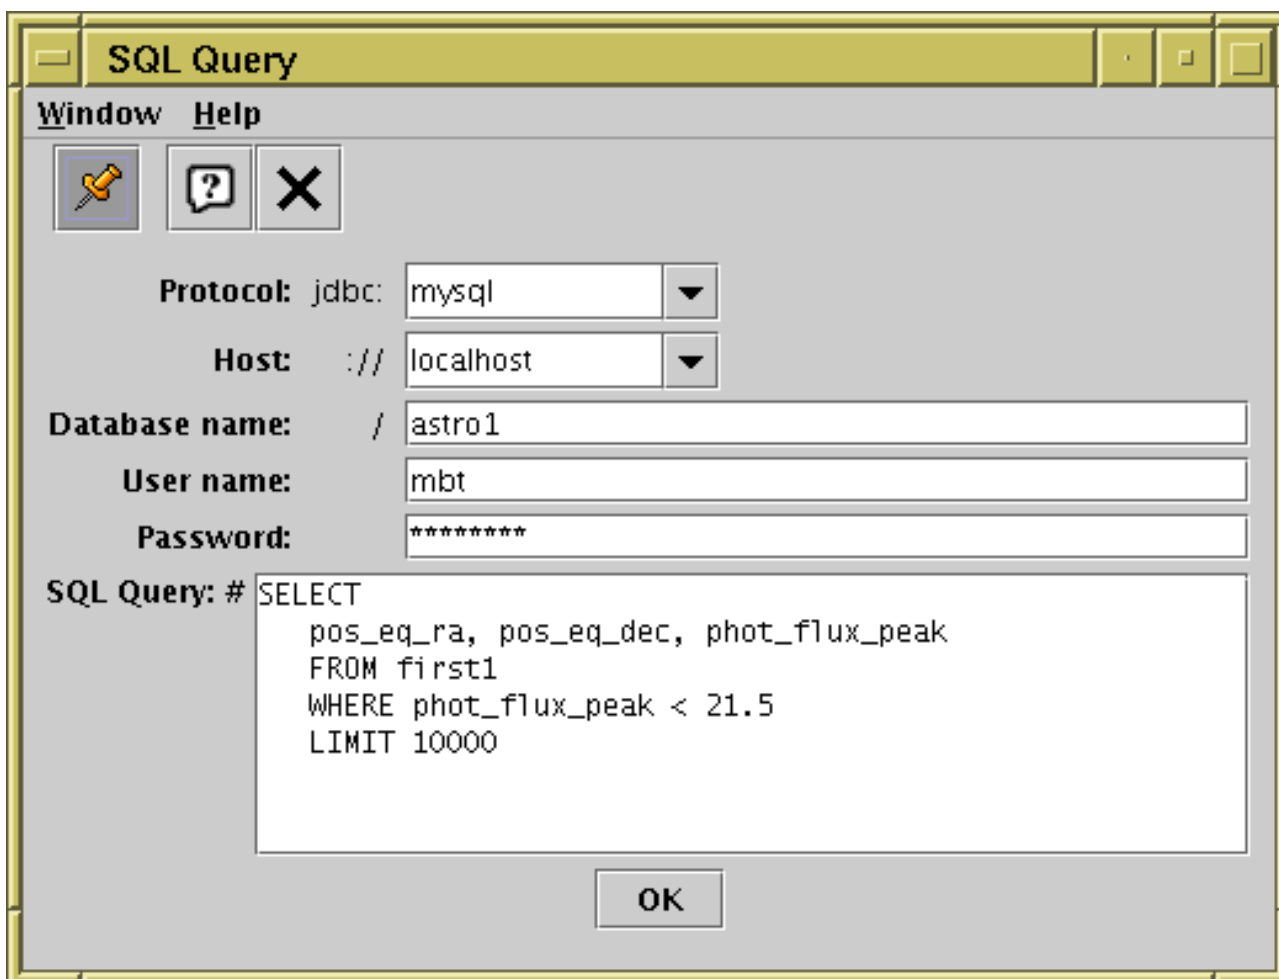 SQL Query
Window Help
Protocol: jdbc: mysql
Host: :// localhost
Database name: / astro1
User name: mbt
Password: ********
SQL Query: # SELECT
pos_eq_ra, pos_eq_dec, phot_flux_peak
FROM first1
WHERE phot_flux_peak < 21.5
LIMIT 10000
OK